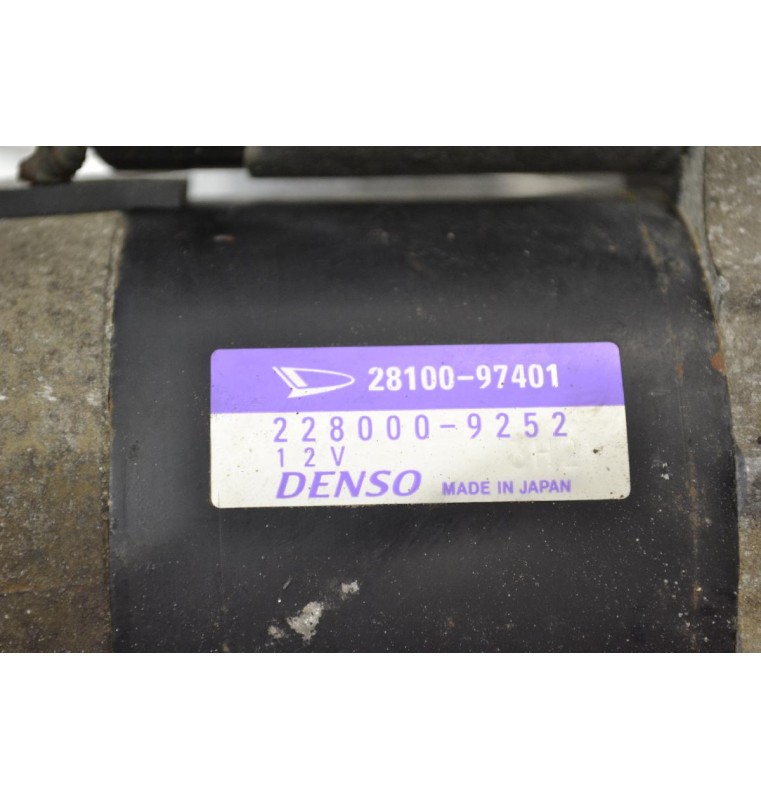 28100-97401
228000-9252
12V
DENSO MADE IN JAPAN